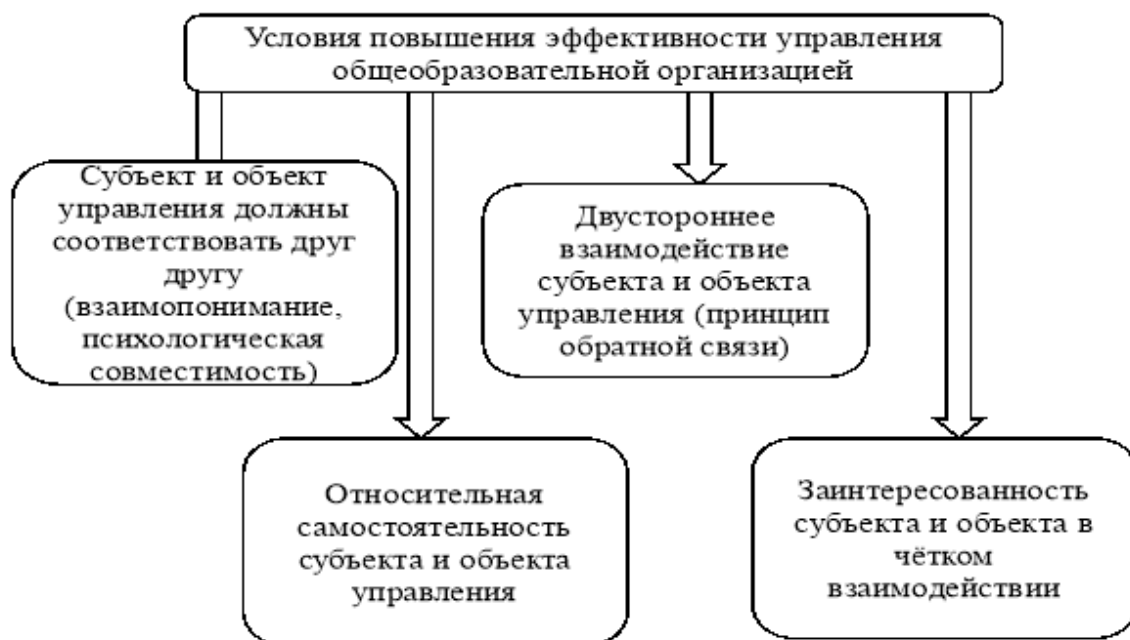 Условия повышения эффективности управления
общеобразовательной организацией
Субъект и объект
управления должны
соответствовать друг
другу
(взаимопонимание,
психологическая
совместимость)
Двустороннее
взаимодействие
субъекта и объекта
управления (принцип
обратной связи)
Относительная
самостоятельность
субъекта и объекта
управления
Заинтересованность
субъекта и объекта в
чётком
взаимодействии